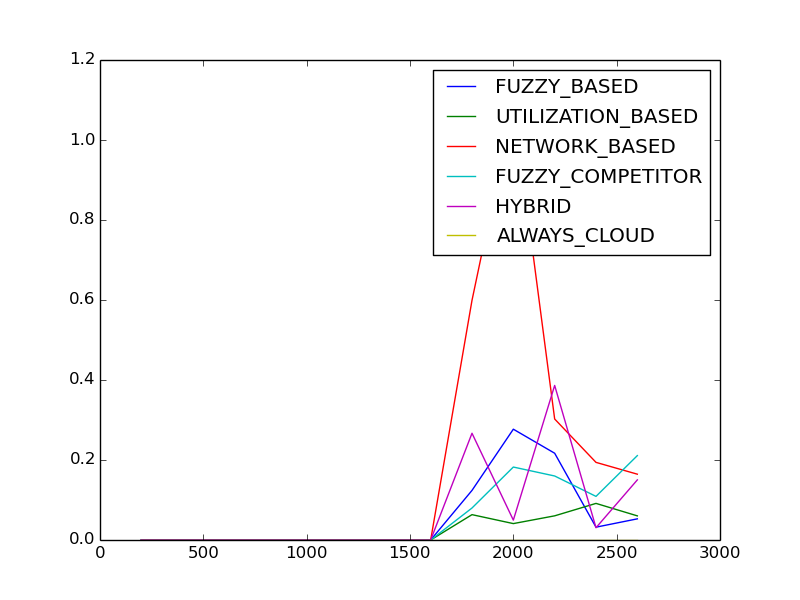 1.2
1.0
0.8
0.6
0.4
0.2
0.0
0 500 1000 1500 2000 2500 3000
FUZZY_BASED
UTILIZATION_BASED
NETWORK_BASED
FUZZY_COMPETITOR
HYBRID
ALWAYS_CLOUD